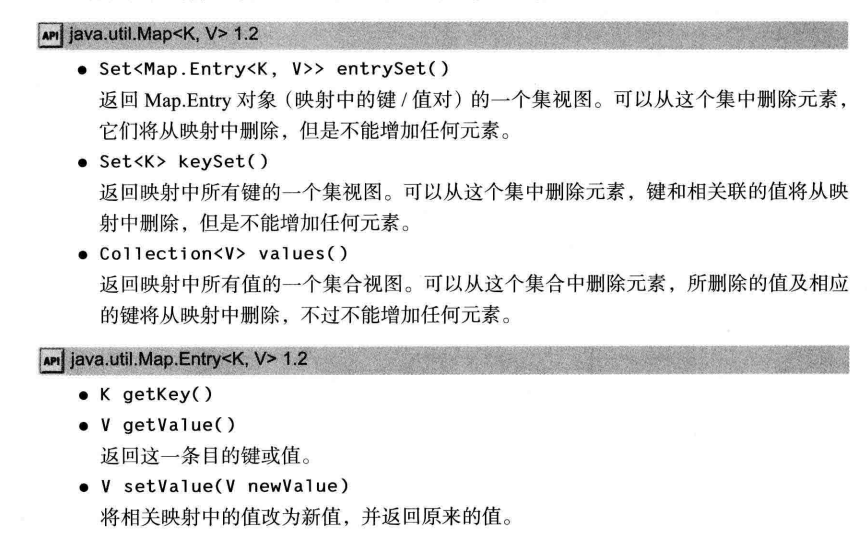 API java.util.Map<K, V> 1.2
● Set<Map.Entry<K, V>> entrySet()
返回 Map.Entry 对象（映射中的键 / 值对）的一个集视图。可以从这个集中删除元素，
它们将从映射中删除，但是不能增加任何元素。
● Set<K> keySet()
返回映射中所有键的一个集视图。可以从这个集中删除元素，键和相关联的值将从映
射中删除，但是不能增加任何元素。
● Collection<V> values()
返回映射中所有值的一个集合视图。可以从这个集合中删除元素，所删除的值及相应
的键将从映射中删除，不过不能增加任何元素。
API java.util.Map.Entry<K, V> 1.2
● K getKey()
● V getValue()
返回这一条目的键或值。
● V setValue(V newValue)
将相关映射中的值改为新值，并返回原来的值。